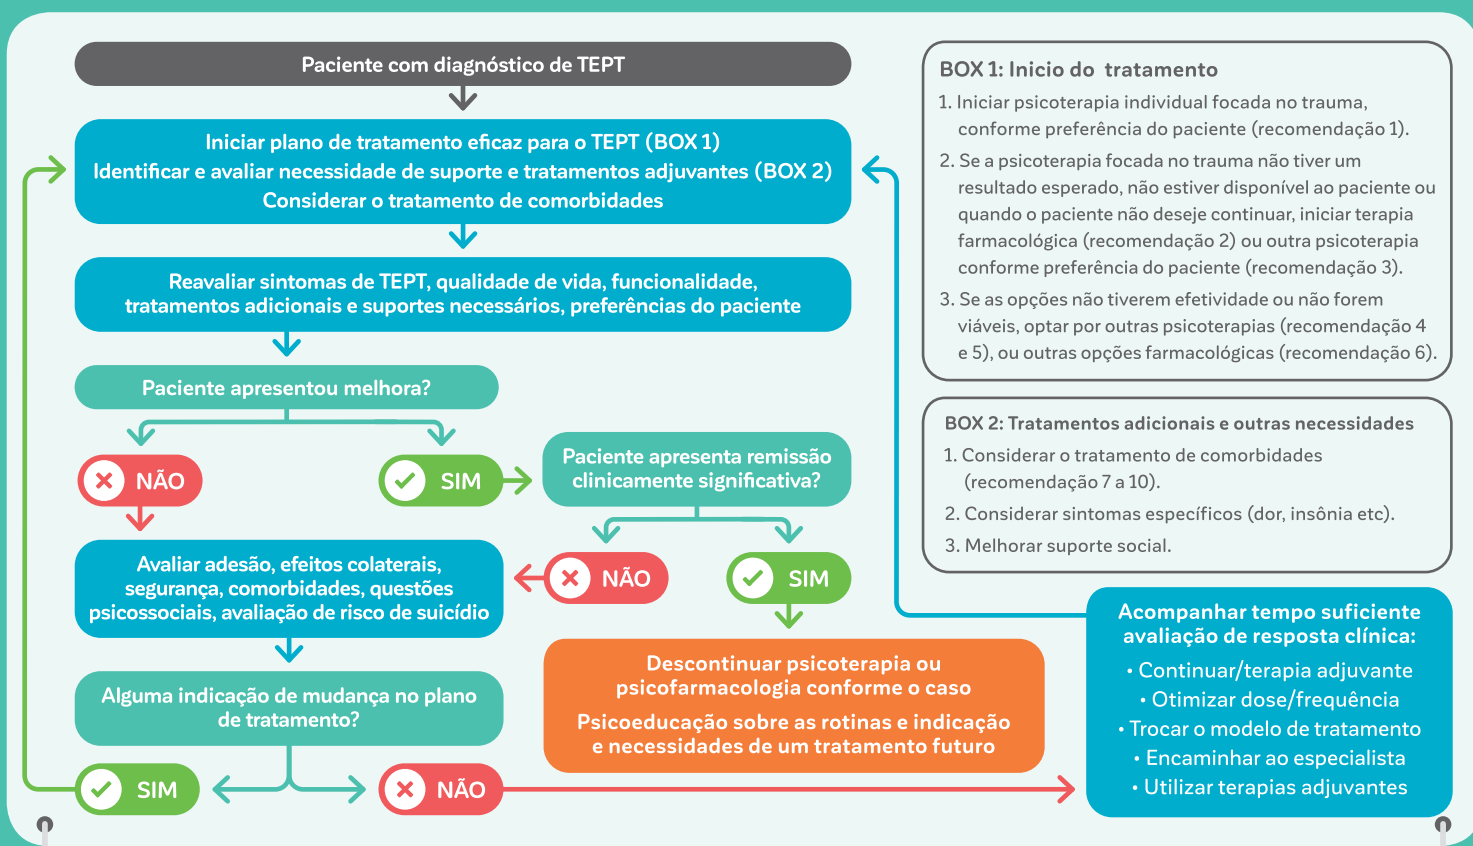 Paciente com diagnóstico de TEPT
Iniciar plano de tratamento eficaz para o TEPT (BOX 1)
Identificar e avaliar necessidade de suporte e tratamentos adjuvantes (BOX 2)
Considerar o tratamento de comorbidades
Reavaliar sintomas de TEPT, qualidade de vida, funcionalidade,
tratamentos adicionais e suportes necessários, preferências do paciente
Paciente apresentou melhora?
NÃO
SIM
Paciente apresenta remissão
clinicamente significativa?
NÃO
SIM
Avaliar adesão, efeitos colaterais,
segurança, comorbidades, questões
psicossociais, avaliação de risco de suicídio
Descontinuar psicoterapia ou
psicofarmacologia conforme o caso
Psicoeducação sobre as rotinas e indicação
e necessidades de um tratamento futuro
Alguma indicação de mudança no plano
de tratamento?
SIM
NÃO
BOX 1: Inicio do tratamento
1. Iniciar psicoterapia individual focada no trauma,
conforme preferência do paciente (recomendação 1).
2. Se a psicoterapia focada no trauma não tiver um
resultado esperado, não estiver disponível ao paciente ou
quando o paciente não deseje continuar, iniciar terapia
farmacológica (recomendação 2) ou outra psicoterapia
conforme preferência do paciente (recomendação 3).
3. Se as opções não tiverem efetividade ou não forem
viáveis, optar por outras psicoterapias (recomendação 4
e 5), ou outras opções farmacológicas (recomendação 6).
BOX 2: Tratamentos adicionais e outras necessidades
1. Considerar o tratamento de comorbidades
(recomendação 7 a 10).
2. Considerar sintomas específicos (dor, insônia etc).
3. Melhorar suporte social.
Acompanhar tempo suficiente
avaliação de resposta clínica:
• Continuar/terapia adjuvante
• Otimizar dose/frequência
• Trocar o modelo de tratamento
• Encaminhar ao especialista
• Utilizar terapias adjuvantes